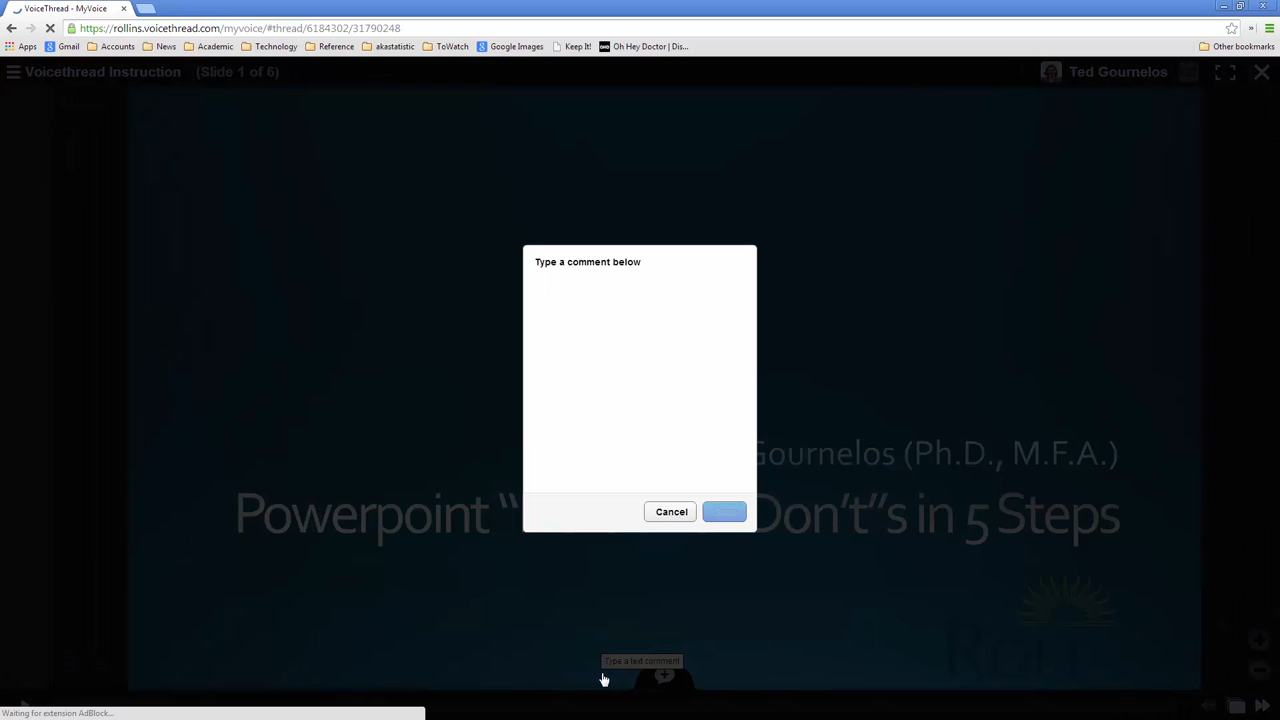 VoiceThread - MyVoice
https://rollins.voicethread.com/myvoice/#thread/6184302/31790248
Apps Gmail Accounts News Academic Technology Reference akastatistic ToWatch Google Images Keep It! Oh Hey Doctor | Dis... » Other bookmarks
Voicethread Instruction (Slide 1 of 6) Ted Gournelos
Type a comment below
Gournelos (Ph.D., M.F.A.)
Powerpoint “ Don’t”s in 5 Steps
Cancel
Type a text comment
Waiting for extension AdBlock...